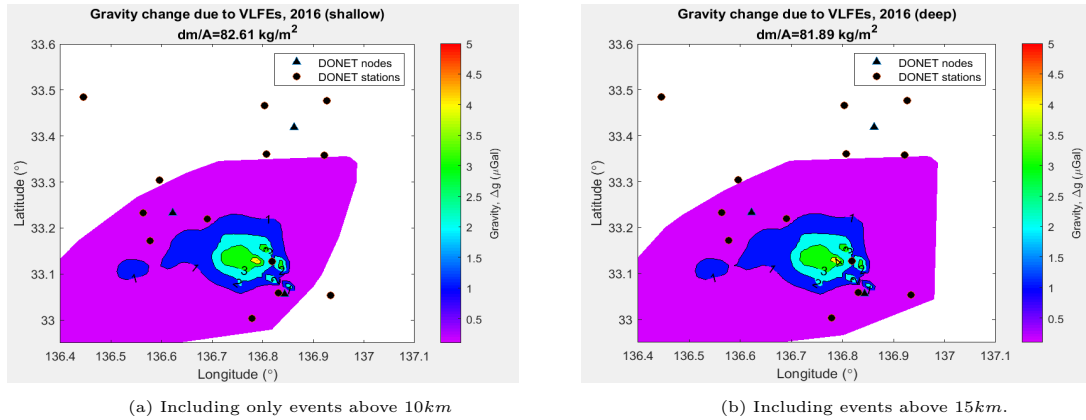 Gravity change due to VLFEs, 2016 (shallow)
dm/A=82.61 kg/m²
33.6
33.5
33.4
33.3
33.2
33.1
33
Latitude (°)
136.4 136.5 136.6 136.7 136.8 136.9 137 137.1
Longitude (°)
DONET nodes
DONET stations
1
1
3
5
4.5
4
3.5
3
2.5
2
1.5
1
0.5
Gravity, Δg (μGal)
(a) Including only events above 10km
Gravity change due to VLFEs, 2016 (deep)
dm/A=81.89 kg/m²
33.6
33.5
33.4
33.3
33.2
33.1
33
Latitude (°)
136.4 136.5 136.6 136.7 136.8 136.9 137 137.1
Longitude (°)
DONET nodes
DONET stations
1
1
3
5
4.5
4
3.5
3
2.5
2
1.5
1
0.5
Gravity, Δg (μGal)
(b) Including events above 15km.